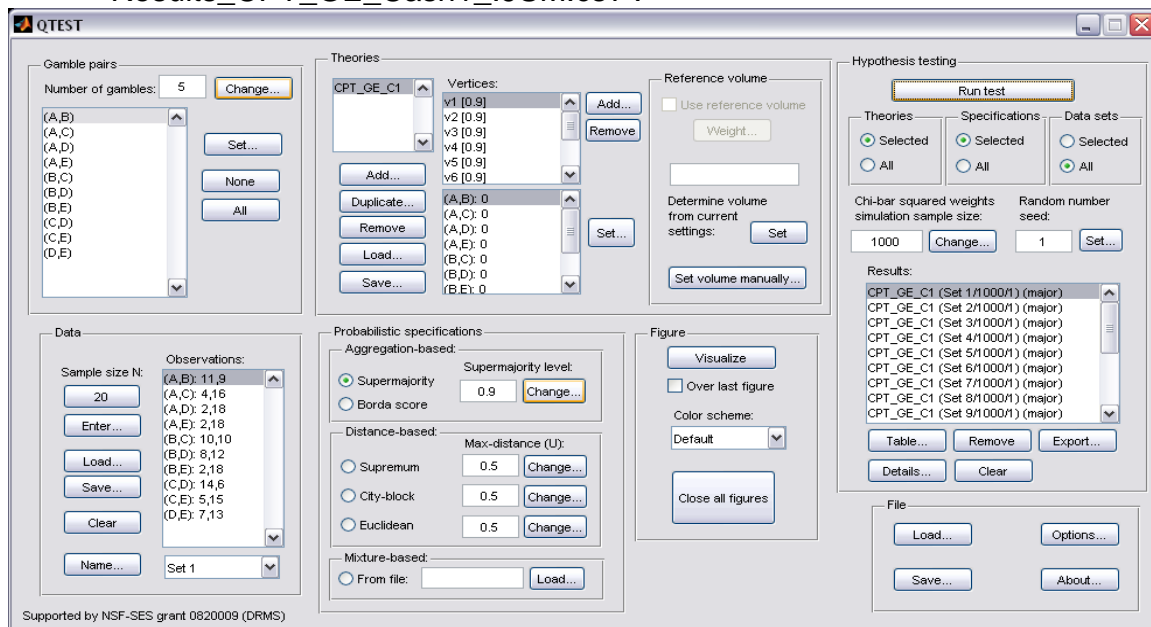 QTEST
Gamble pairs
Number of gambles: 5 Change...
(A,B)
(A,C)
(A,D)
(A,E)
(B,C)
(B,D)
(B,E)
(C,D)
(C,E)
(D,E)
Set...
None
All
Theories
CPT_GE_C1
Add...
Duplicate...
Remove
Load...
Save...
Vertices:
v1 [0.9]
v2 [0.9]
v3 [0.9]
v4 [0.9]
v5 [0.9]
v6 [0.9]
Add...
Remove
(A,B): 0
(A,C): 0
(A,D): 0
(A,E): 0
(B,C): 0
(B,D): 0
(B,E): 0
Set...
Reference volume
Use reference volume
Weight...
Determine volume
from current
settings: Set
Set volume manually...
Hypothesis testing
Run test
Theories
Selected
All
Specifications
Selected
All
Data sets
Selected
All
Chi-bar squared weights
simulation sample size:
1000 Change...
Random number
seed:
1 Set...
Results:
CPT_GE_C1 (Set 1/1000/1) (major)
CPT_GE_C1 (Set 2/1000/1) (major)
CPT_GE_C1 (Set 3/1000/1) (major)
CPT_GE_C1 (Set 4/1000/1) (major)
CPT_GE_C1 (Set 5/1000/1) (major)
CPT_GE_C1 (Set 6/1000/1) (major)
CPT_GE_C1 (Set 7/1000/1) (major)
CPT_GE_C1 (Set 8/1000/1) (major)
CPT_GE_C1 (Set 9/1000/1) (major)
Table... Remove Export...
Details... Clear
Data
Sample size N:
20
Enter...
Load...
Save...
Clear
Name...
Observations:
(A,B): 11,9
(A,C): 4,16
(A,D): 2,18
(A,E): 2,18
(B,C): 10,10
(B,D): 8,12
(B,E): 2,18
(C,D): 14,6
(C,E): 5,15
(D,E): 7,13
Set 1
Probabilistic specifications
Aggregation-based:
Supermajority level:
Supermajority 0.9 Change...
Borda score
Distance-based:
Max-distance (U):
Supremum 0.5 Change...
City-block 0.5 Change...
Euclidean 0.5 Change...
Mixture-based:
From file: Load...
Figure
Visualize
Over last figure
Color scheme:
Default
Close all figures
File
Load... Options...
Save... About...
Supported by NSF-SES grant 0820009 (DRMS)